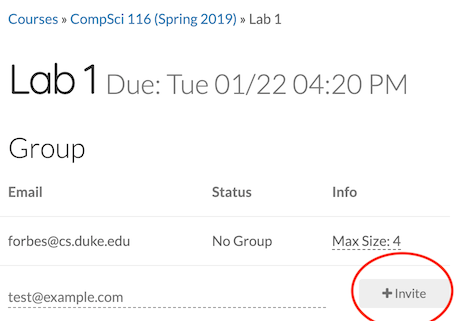 Courses » CompSci 116 (Spring 2019) » Lab 1
Lab 1 Due: Tue 01/22 04:20 PM
Group
Email Status Info
forbes@cs.duke.edu No Group Max Size: 4
test@example.com +Invite